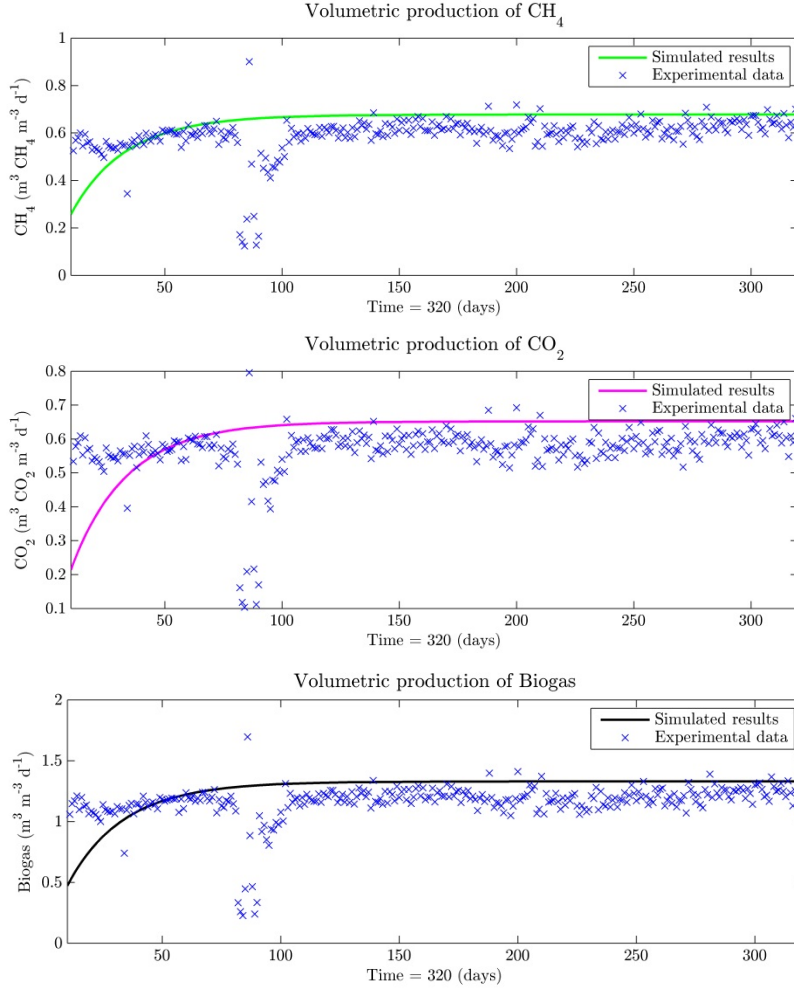 Volumetric production of CH4
CH4 (m3 CH4 m-3 d-1)
1
0.8
0.6
0.4
0.2
0
Simulated results
Experimental data
50 100 150 200 250 300
Time = 320 (days)
Volumetric production of CO2
CO2 (m3 CO2 m-3 d-1)
0.8
0.7
0.6
0.5
0.4
0.3
0.2
0.1
Simulated results
Experimental data
50 100 150 200 250 300
Time = 320 (days)
Volumetric production of Biogas
Biogas (m3 m-3 d-1)
2
1.5
1
0.5
0
Simulated results
Experimental data
50 100 150 200 250 300
Time = 320 (days)